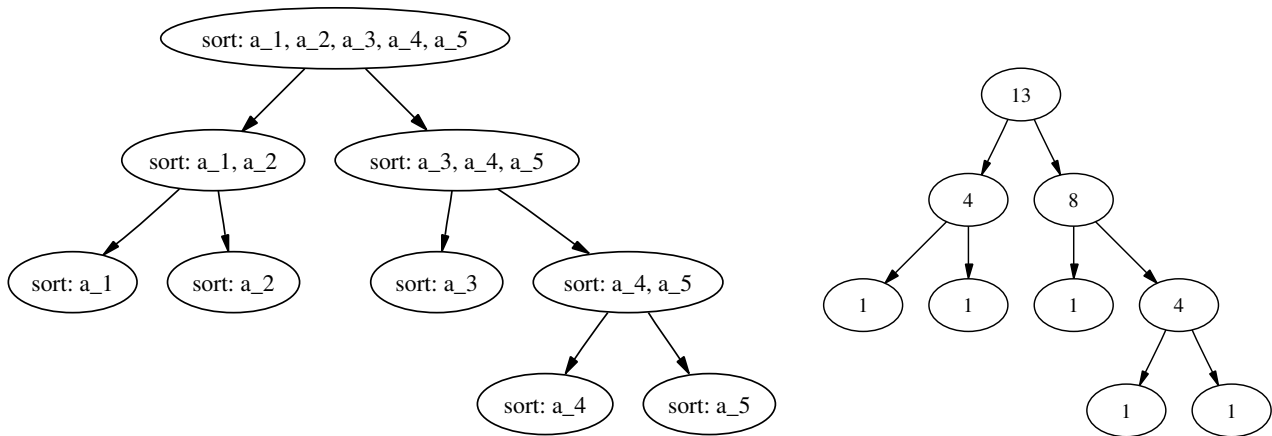 sort: a_1, a_2, a_3, a_4, a_5
sort: a_1, a_2
sort: a_3, a_4, a_5
sort: a_1
sort: a_2
sort: a_3
sort: a_4, a_5
sort: a_4
sort: a_5
13
4
8
1
1
1
4
1
1